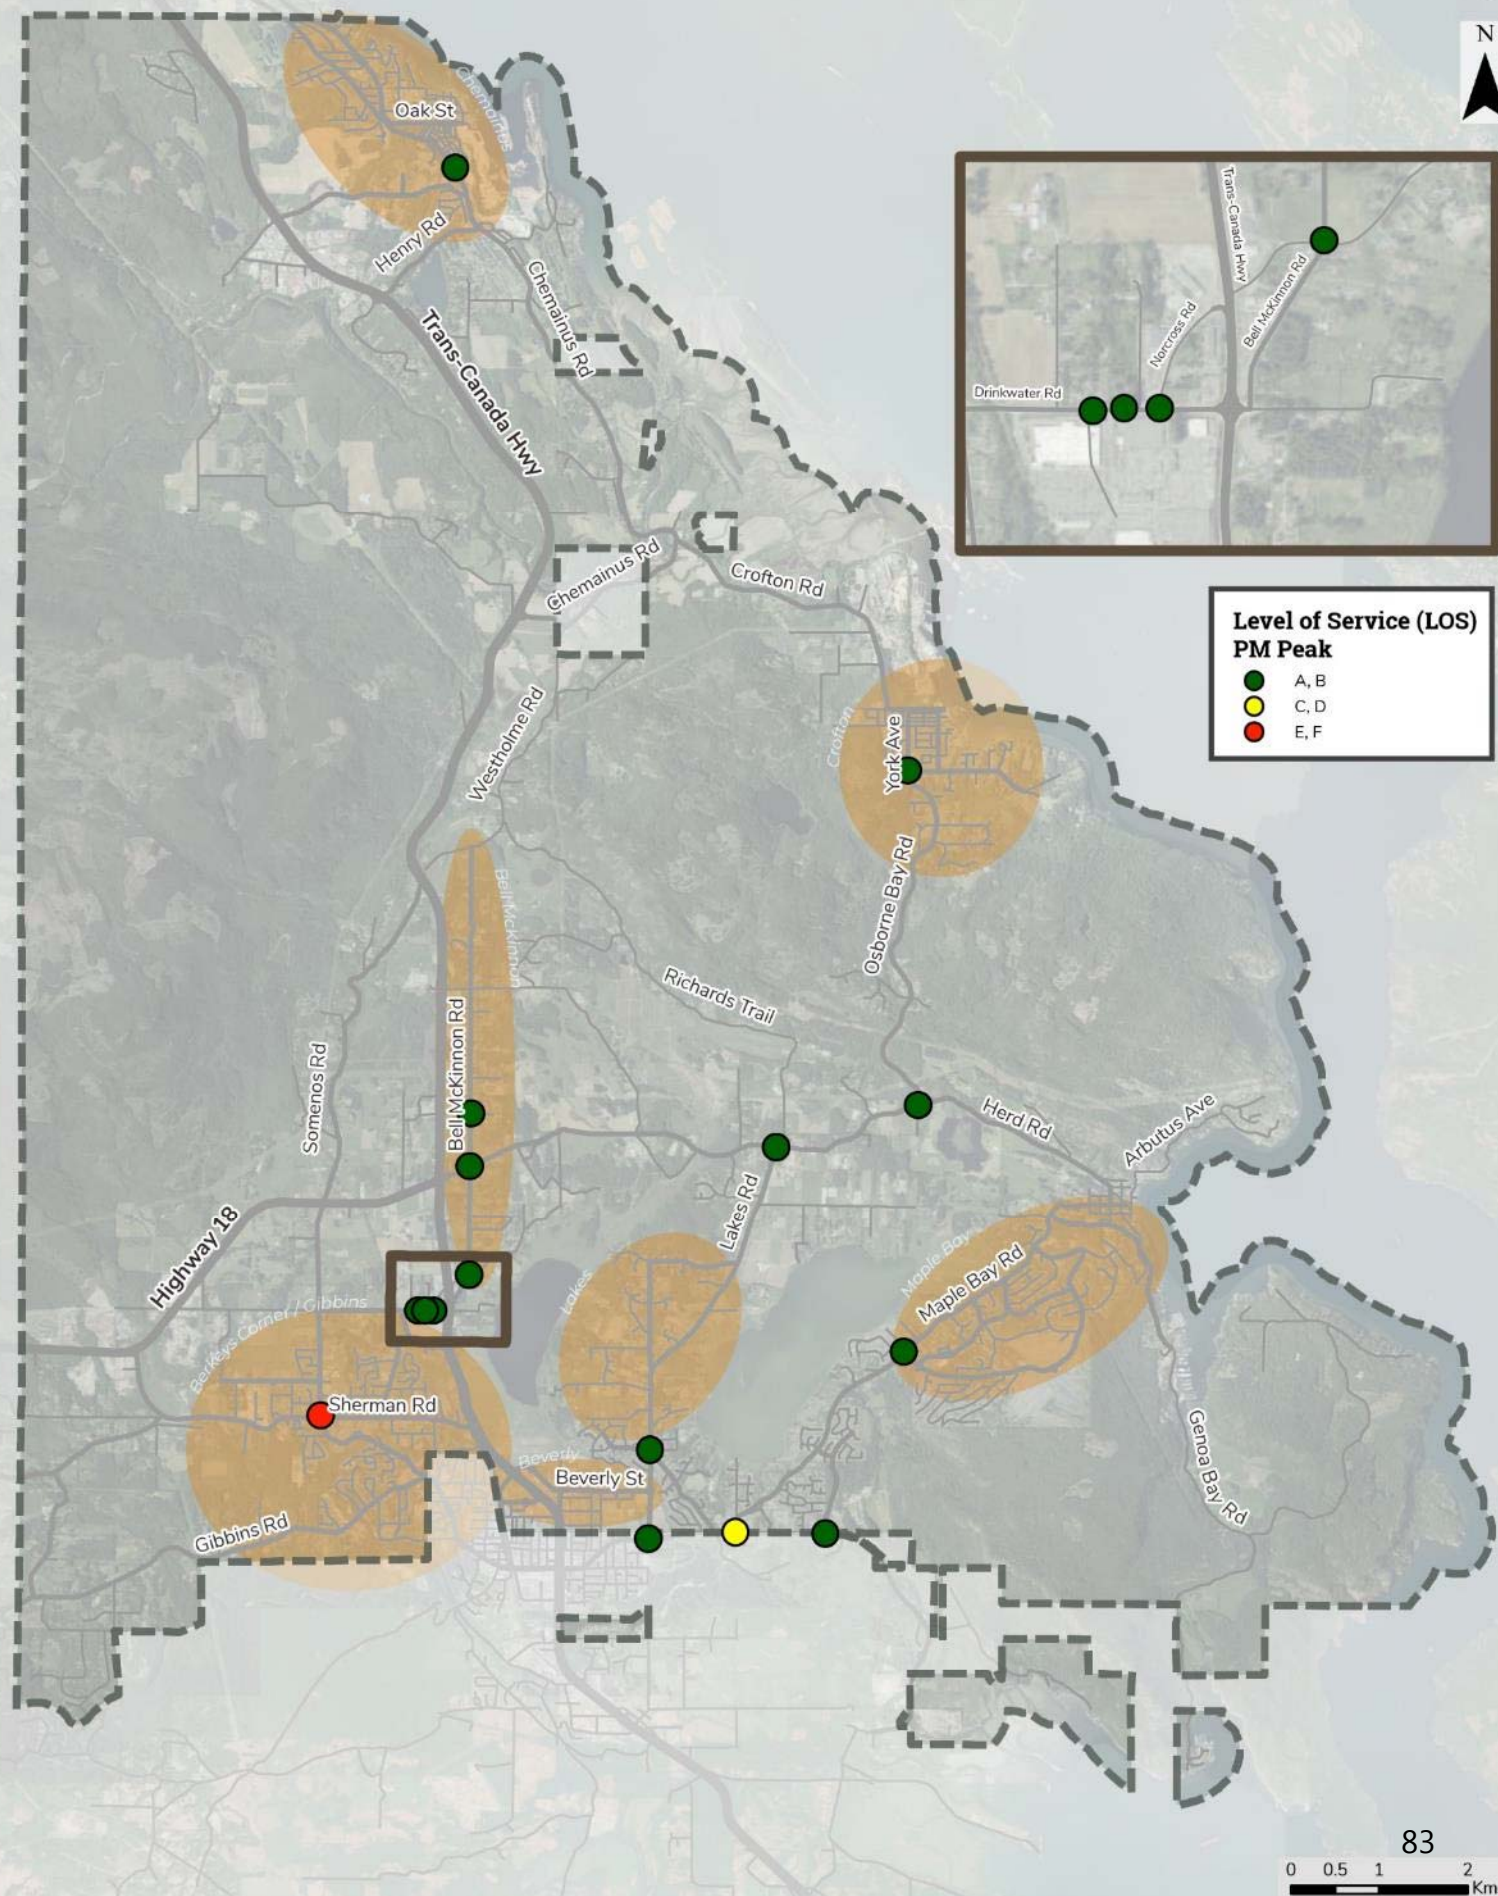 N
Oak St
Chemainus
Henry Rd
Chemainus Rd
Trans-Canada Hwy
Trans-Canada Hwy
Bell McKinnon Rd
Norcross Rd
Drinkwater Rd
Chemainus Rd
Crofton Rd
Level of Service (LOS)
PM Peak
A, B
C, D
E, F
Westholme Rd
Crofton
York Ave
Osborne Bay Rd
Bell McKinnon
Richards Trail
Bell McKinnon Rd
Somenos Rd
Herd Rd
Arbutus Ave
Lakes Rd
Highway 18
Maple Bay
Maple Bay Rd
Lakes
Berkeys Corner / Gibbins
Sherman Rd
Genoa Bay Rd
Beverly
Beverly St
Gibbins Rd
83
0 0.5 1 2
Km